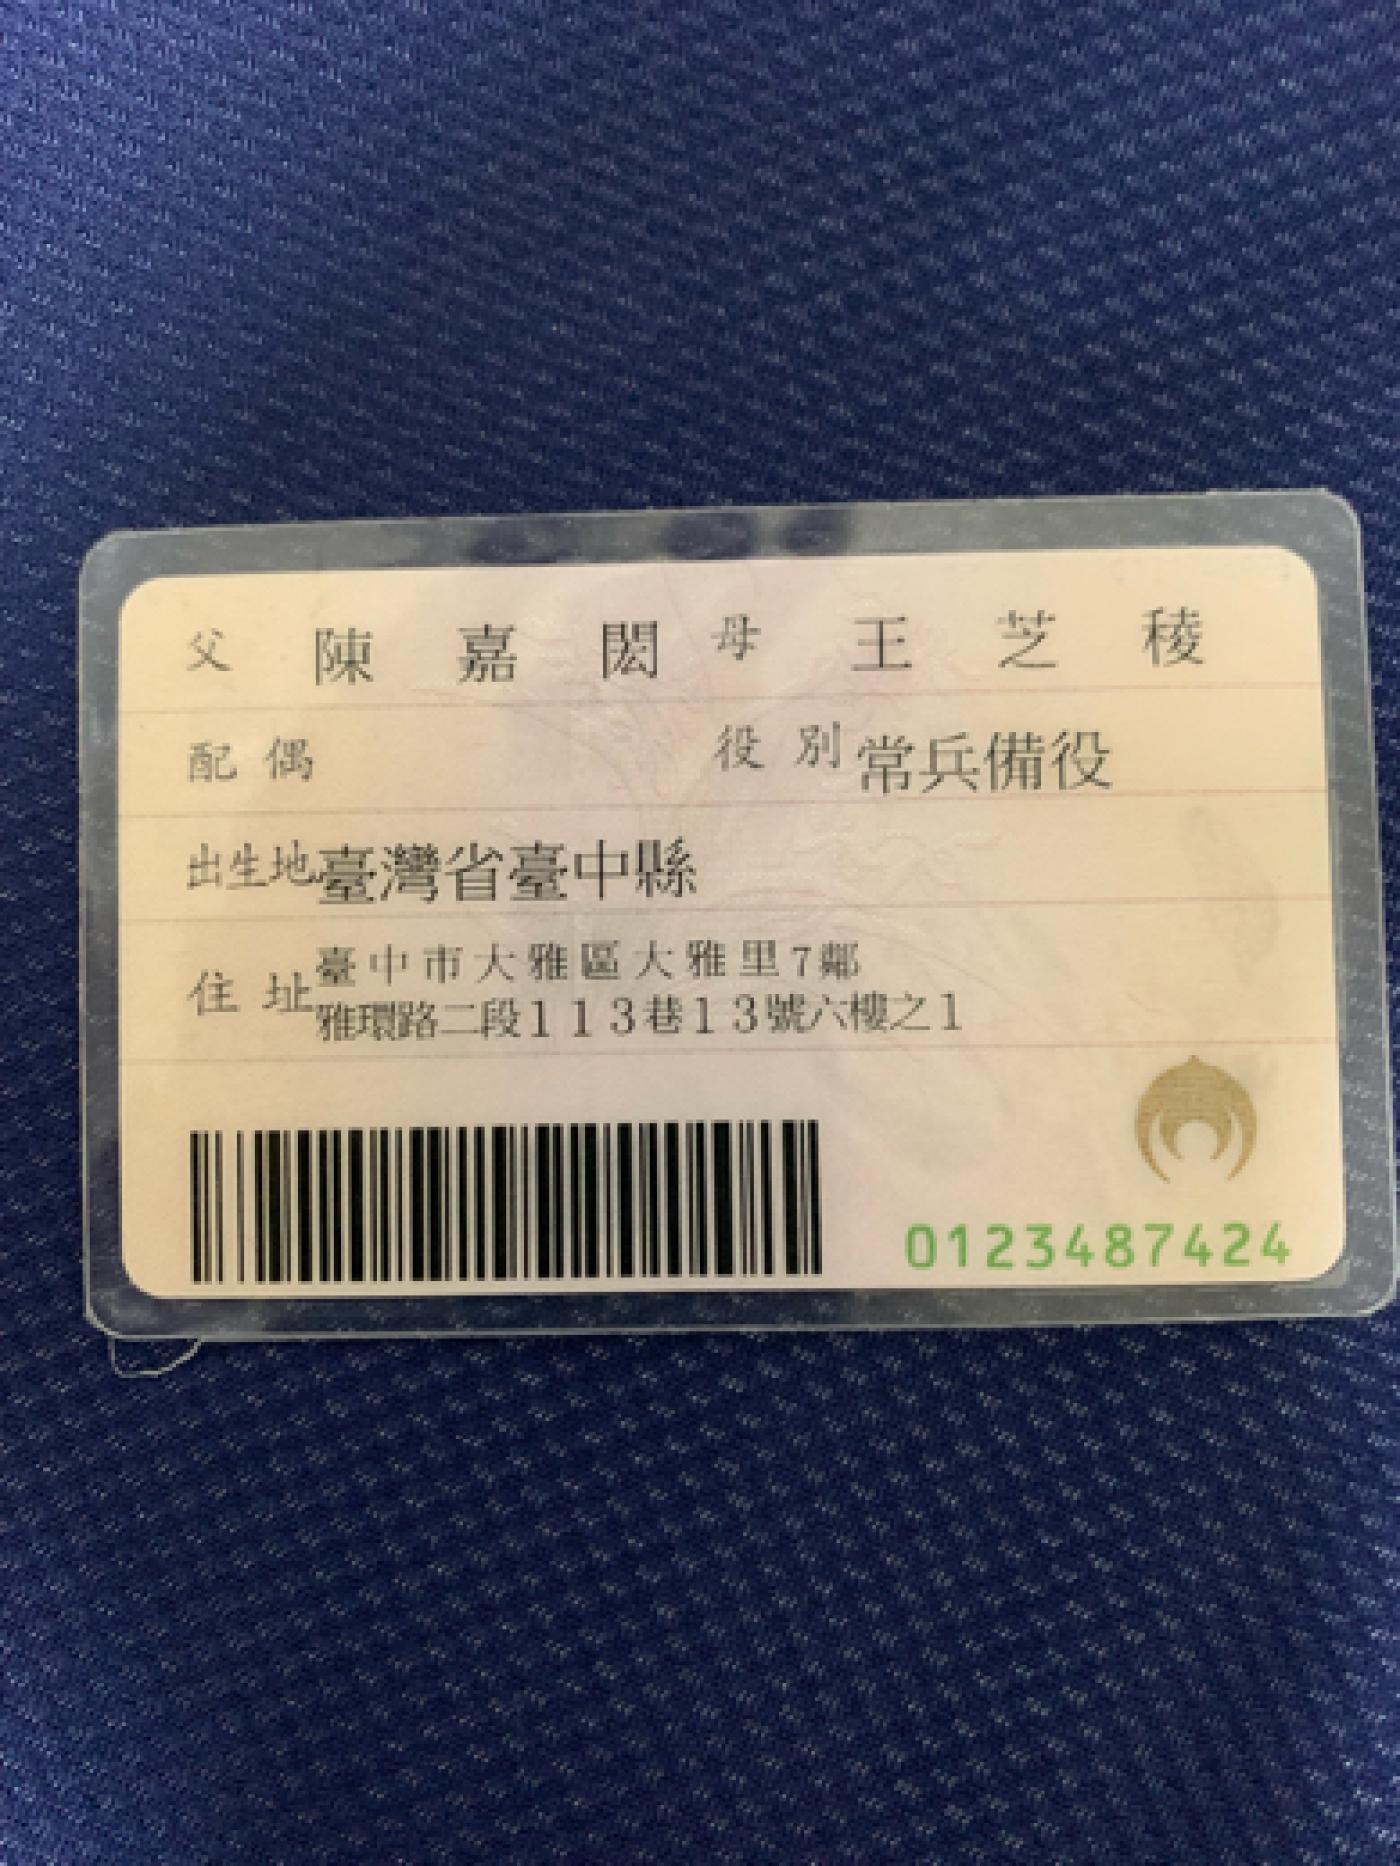 父 陳嘉閎 母 王芝稜
配偶 役別 常兵備役
出生地 臺灣省臺中縣
住址 臺中市大雅區大雅里7鄰
雅環路二段113巷13號六樓之1
0123487424